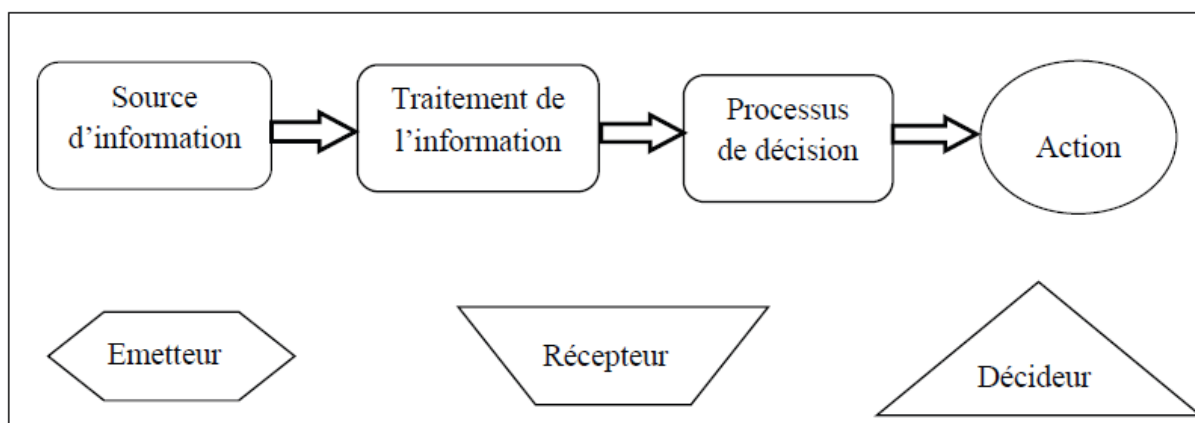 Source
d’information
Traitement de
l’information
Processus
de décision
Action
Emetteur
Récepteur
Décideur